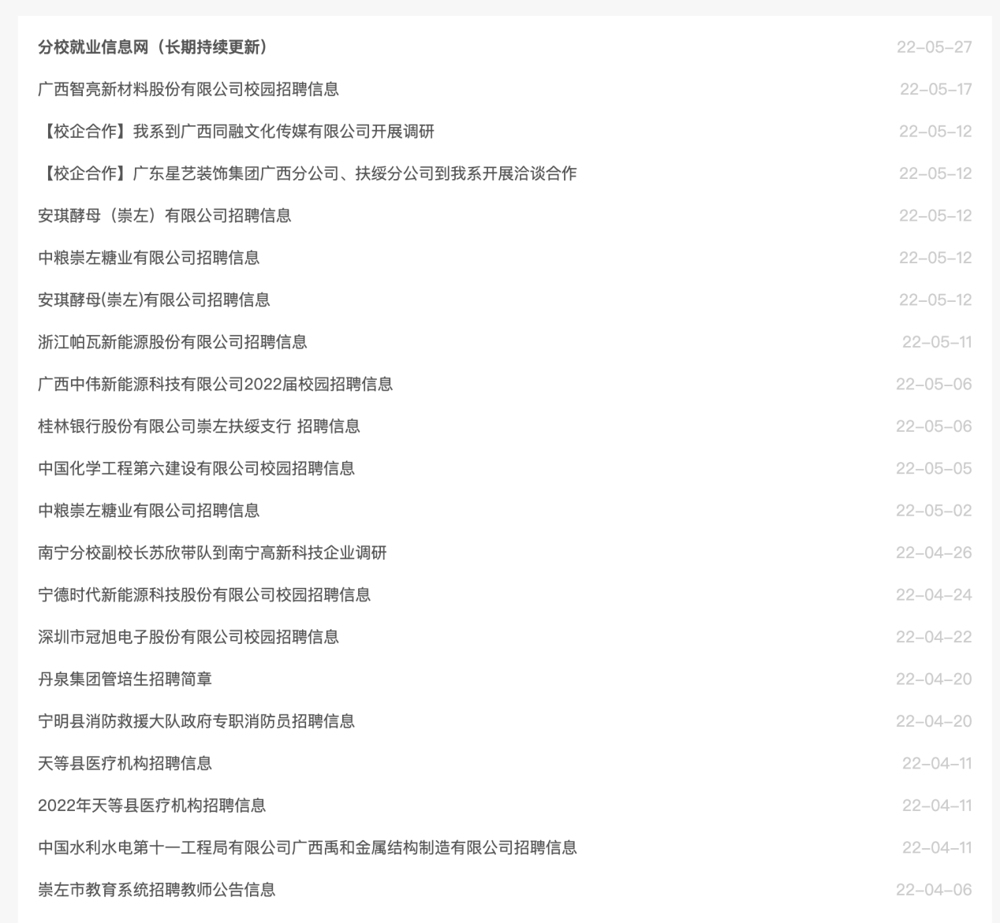 分校就业信息网（长期持续更新） 22-05-27
广西智亮新材料股份有限公司校园招聘信息 22-05-17
【校企合作】我系到广西同融文化传媒有限公司开展调研 22-05-12
【校企合作】广东星艺装饰集团广西分公司、扶绥分公司到我系开展洽谈合作 22-05-12
安琪酵母（崇左）有限公司招聘信息 22-05-12
中粮崇左糖业有限公司招聘信息 22-05-12
安琪酵母(崇左)有限公司招聘信息 22-05-12
浙江帕瓦新能源股份有限公司招聘信息 22-05-11
广西中伟新能源科技有限公司2022届校园招聘信息 22-05-06
桂林银行股份有限公司崇左扶绥支行 招聘信息 22-05-06
中国化学工程第六建设有限公司校园招聘信息 22-05-05
中粮崇左糖业有限公司招聘信息 22-05-02
南宁分校副校长苏欣带队到南宁高新科技企业调研 22-04-26
宁德时代新能源科技股份有限公司校园招聘信息 22-04-24
深圳市冠旭电子股份有限公司校园招聘信息 22-04-22
丹泉集团管培生招聘简章 22-04-20
宁明县消防救援大队政府专职消防员招聘信息 22-04-20
天等县医疗机构招聘信息 22-04-11
2022年天等县医疗机构招聘信息 22-04-11
中国水利水电第十一工程局有限公司广西禹和金属结构制造有限公司招聘信息 22-04-11
崇左市教育系统招聘教师公告信息 22-04-06